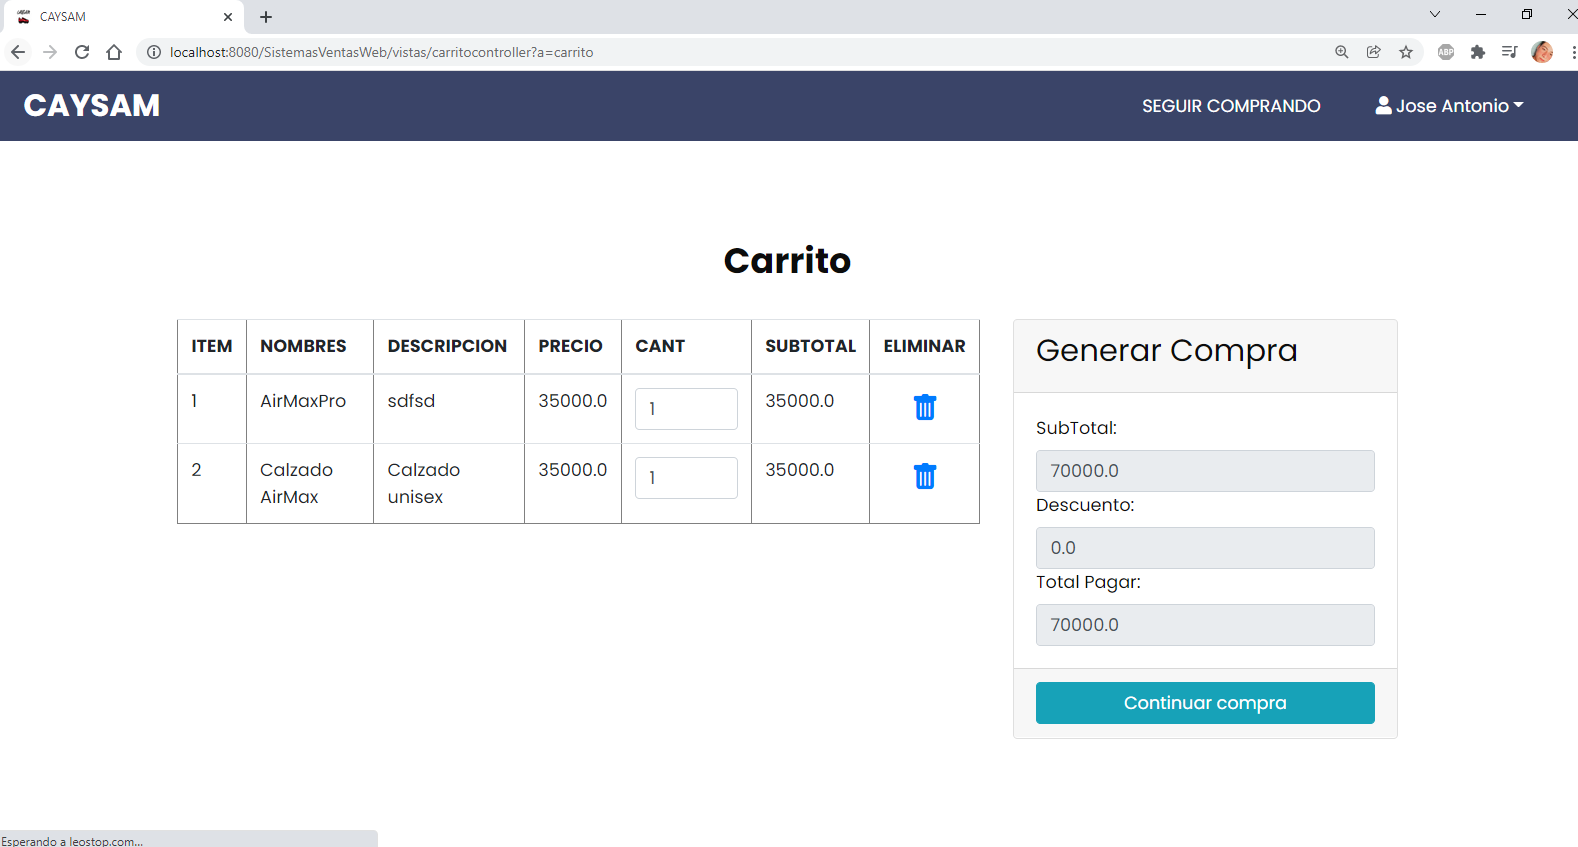 CAYSAM
localhost:8080/SistemasVentasWeb/vistas/carritocontroller?a=carrito
ABP
CAYSAM
SEGUIR COMPRANDO
Jose Antonio
Carrito
ITEM NOMBRES DESCRIPCION PRECIO CANT SUBTOTAL ELIMINAR
1 AirMaxPro sdfsd 35000.0 1 35000.0
2 Calzado Calzado 35000.0 1 35000.0
AirMax unisex
Generar Compra
SubTotal:
70000.0
Descuento:
0.0
Total Pagar:
70000.0
Continuar compra
Esperando a leostop.com...